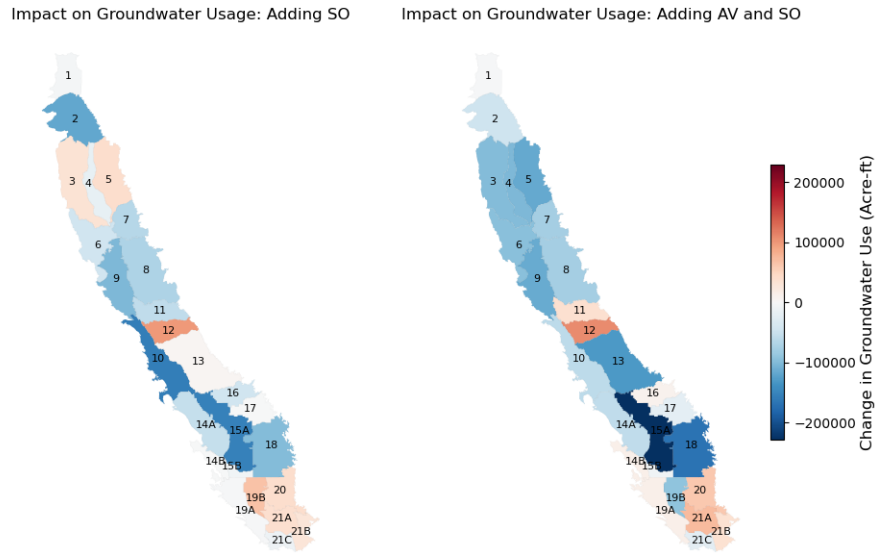 Impact on Groundwater Usage: Adding SO
1
2
3
4
5
7
6
8
9
11
12
10
13
16
17
14A
15A
18
14B
15B
20
19B
19A
21A
21B
21C
Impact on Groundwater Usage: Adding AV and SO
1
2
3
4
5
7
6
8
9
11
12
10
13
16
17
14A
15A
18
14B
15B
20
19B
19A
21A
21B
21C
200000
100000
0
−100000
−200000
Change in Groundwater Use (Acre-ft)